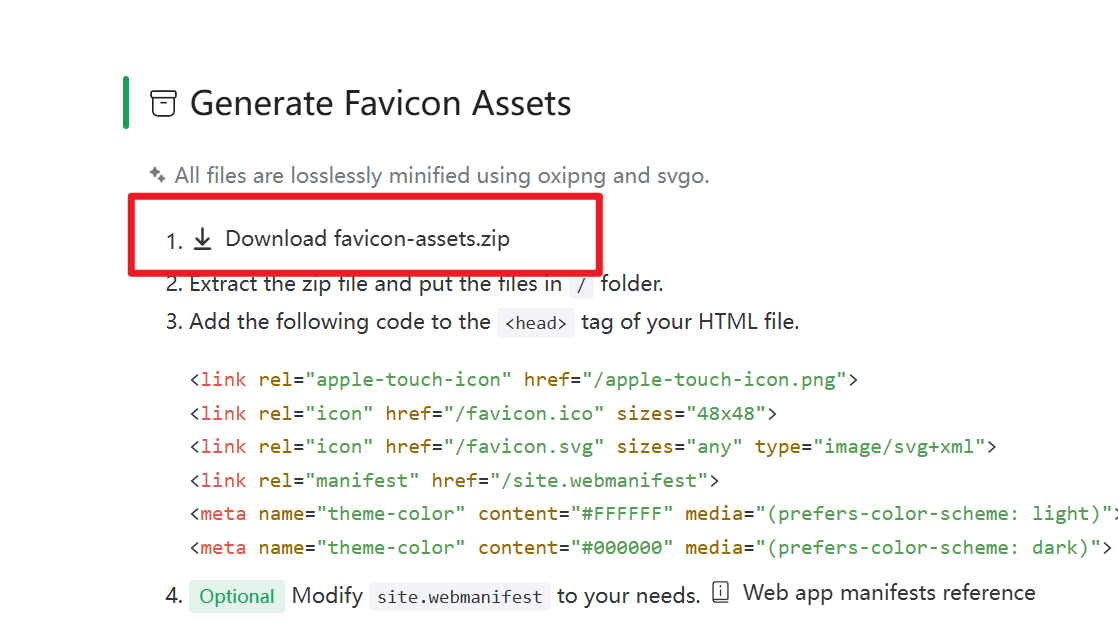 Generate Favicon Assets
All files are losslessly minified using oxipng and svgo.
1. Download favicon-assets.zip
2. Extract the zip file and put the files in / folder.
3. Add the following code to the <head> tag of your HTML file.
<link rel="apple-touch-icon" href="/apple-touch-icon.png">
<link rel="icon" href="/favicon.ico" sizes="48x48">
<link rel="icon" href="/favicon.svg" sizes="any" type="image/svg+xml">
<link rel="manifest" href="/site.webmanifest">
<meta name="theme-color" content="#FFFFFF" media="(prefers-color-scheme: light)">
<meta name="theme-color" content="#000000" media="(prefers-color-scheme: dark)">
4. Optional Modify site.webmanifest to your needs. Web app manifests reference